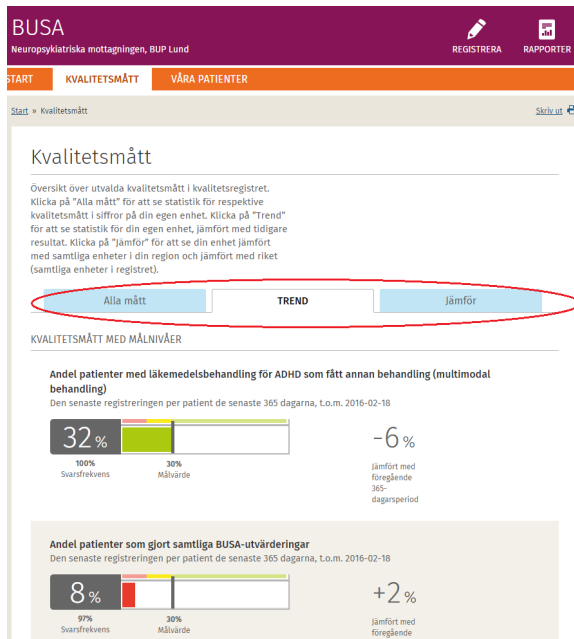 BUSA
Neuropsykiatriska mottagningen, BUP Lund
REGISTRERA
RAPPORTER
START
KVALITETSMÅTT
VÅRA PATIENTER
Start » Kvalitetsmått
Skriv ut
Kvalitetsmått
Översikt över utvalda kvalitetsmått i kvalitetsregistret.
Klicka på "Alla mått" för att se statistik för respektive
kvalitetsmått i siffror på din egen enhet. Klicka på "Trend"
för att se statistik för din egen enhet, jämfört med tidigare
resultat. Klicka på "Jämför" för att se din enhet jämfört
med samtliga enheter i din region och jämfört med riket
(samtliga enheter i registret).
Alla mått
TREND
Jämför
KVALITETSMÅTT MED MÅLNIVÅER
Andel patienter med läkemedelsbehandling för ADHD som fått annan behandling (multimodal
behandling)
Den senaste registreringen per patient de senaste 365 dagarna, t.o.m. 2016-02-18
32 %
-6 %
100%
Svarsfrekvens
30%
Målvärde
Jämfört med
föregående
365-
dagarsperiod
Andel patienter som gjort samtliga BUSA-utvärderingar
Den senaste registreringen per patient de senaste 365 dagarna, t.o.m. 2016-02-18
8 %
+2 %
97%
Svarsfrekvens
30%
Målvärde
Jämfört med
föregående